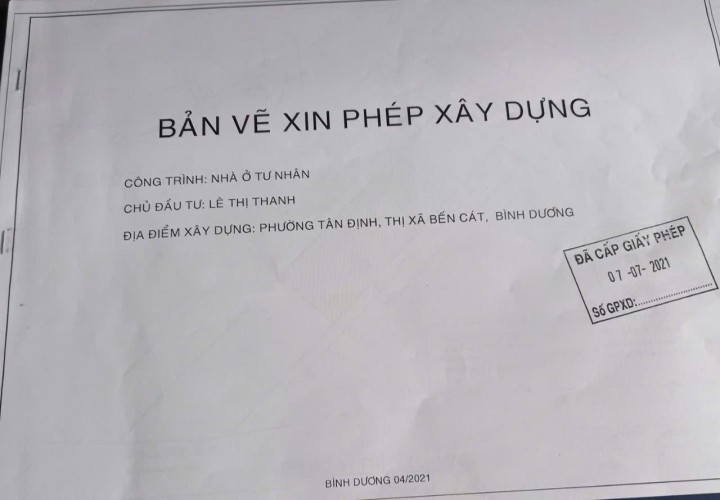 BẢN VẼ XIN PHÉP XÂY DỰNG
CÔNG TRÌNH: NHÀ Ở TƯ NHÂN
CHỦ ĐẦU TƯ: LÊ THỊ THANH
ĐỊA ĐIỂM XÂY DỰNG: PHƯỜNG TÂN ĐỊNH, THỊ XÃ BẾN CÁT, BÌNH DƯƠNG
ĐÃ CẤP GIẤY PHÉP
07-07-2021
Số GPXD:....................
BÌNH DƯƠNG 04/2021